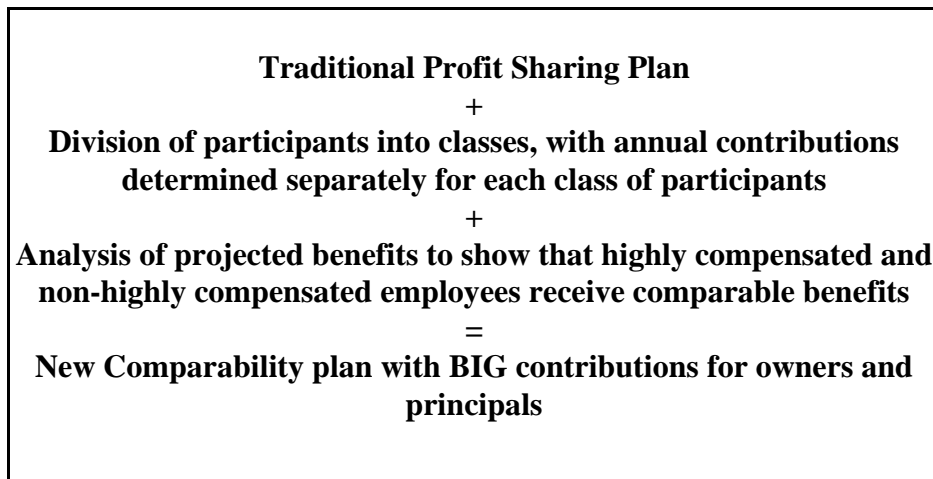 Traditional Profit Sharing Plan
+
Division of participants into classes, with annual contributions
determined separately for each class of participants
+
Analysis of projected benefits to show that highly compensated and
non-highly compensated employees receive comparable benefits
=
New Comparability plan with BIG contributions for owners and
principals